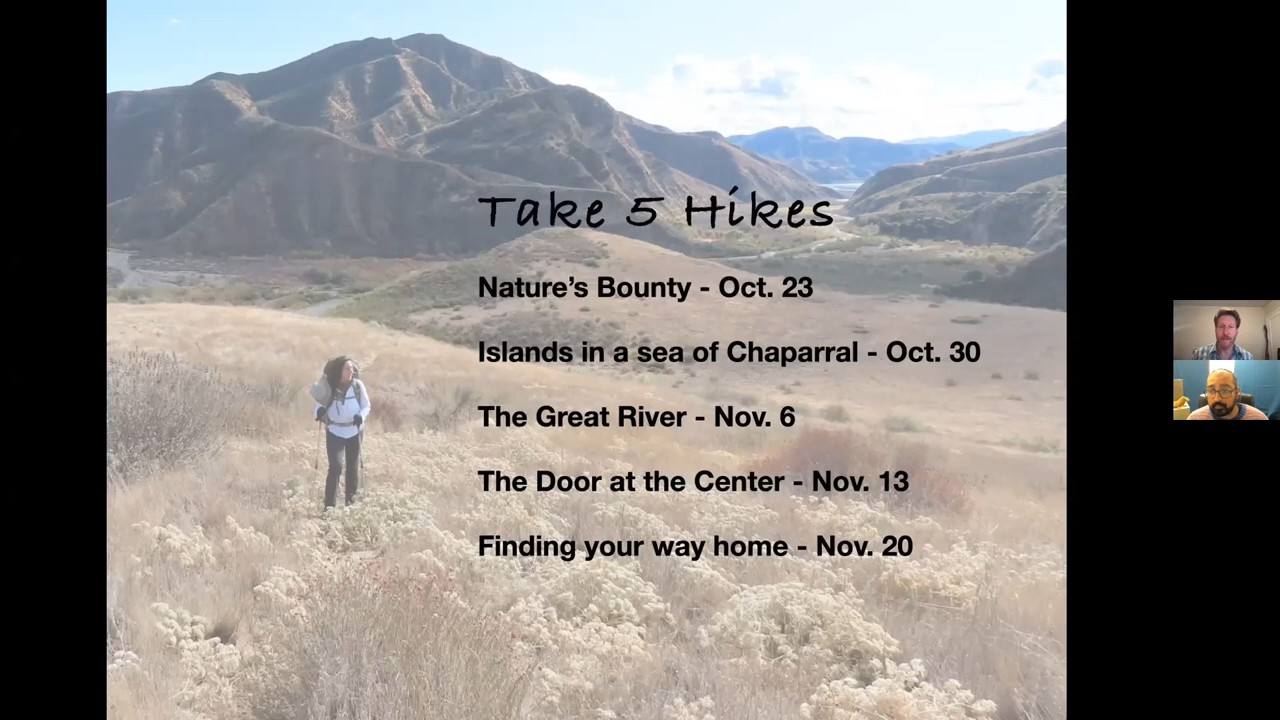 Take 5 Hikes
Nature’s Bounty - Oct. 23
Islands in a sea of Chaparral - Oct. 30
The Great River - Nov. 6
The Door at the Center - Nov. 13
Finding your way home - Nov. 20